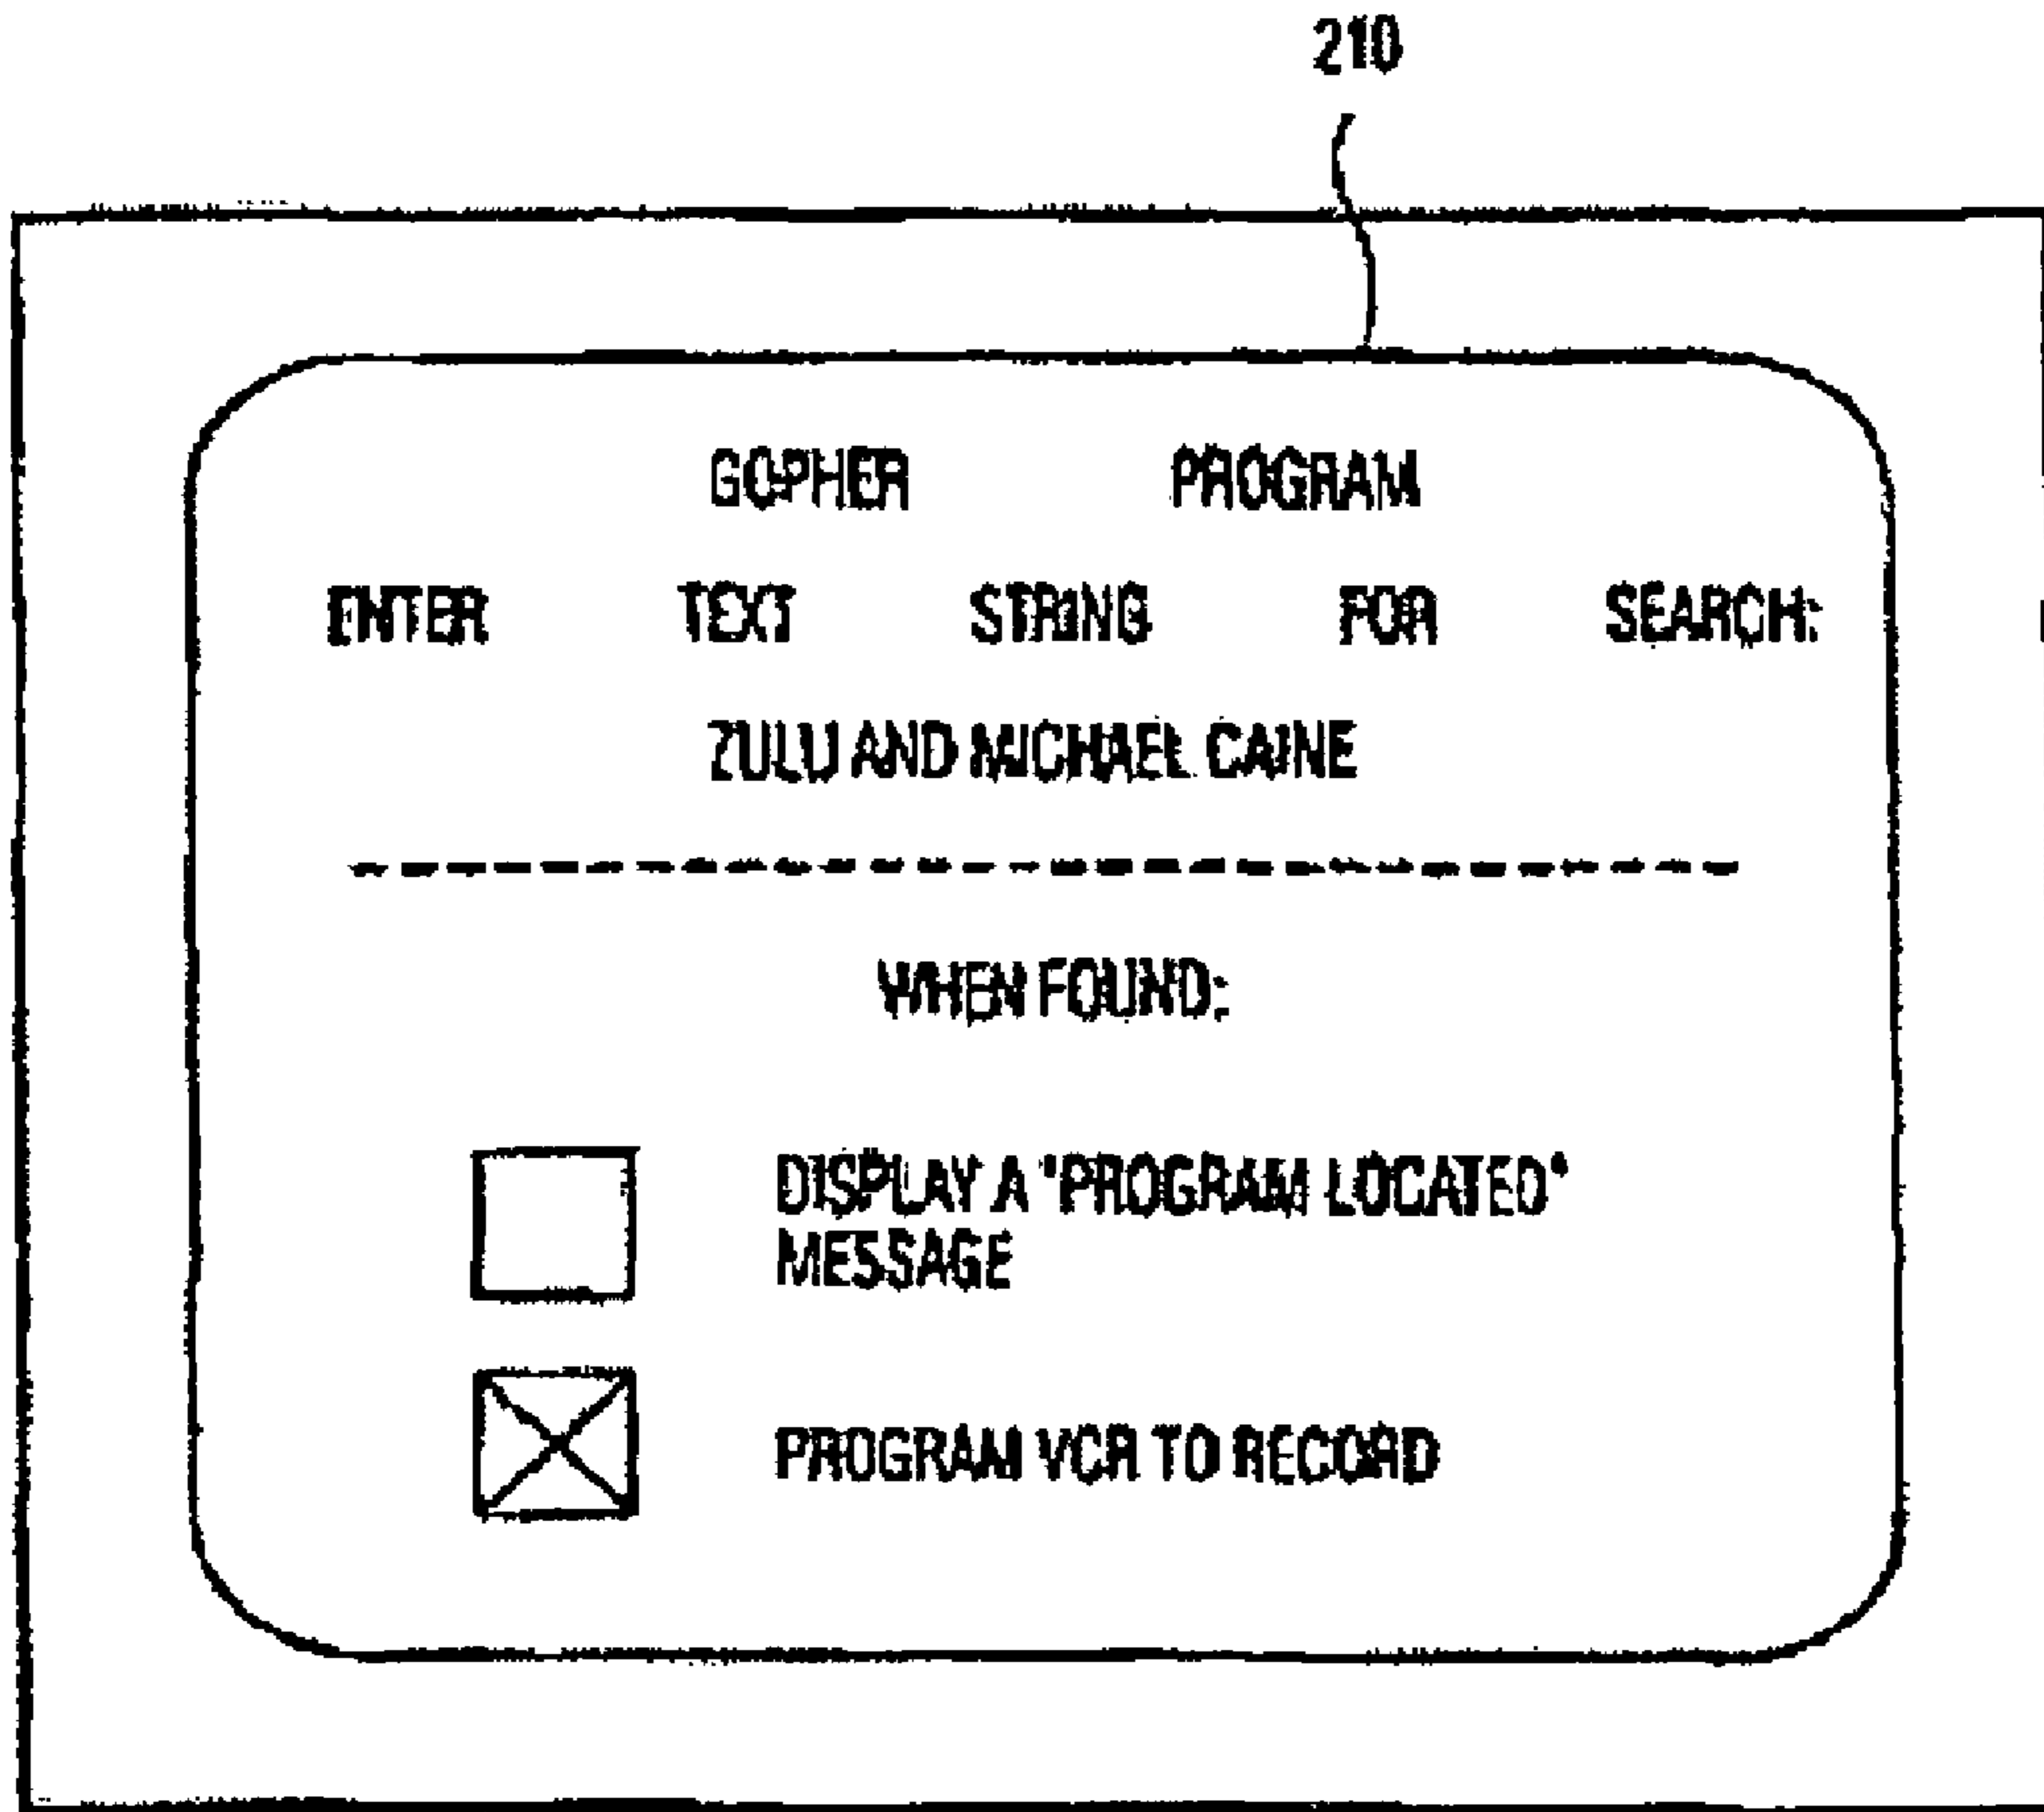 210
GOPHER PROGRAM
ENTER TEXT STRING FOR SEARCH:
ZULU AND MICHAEL CAINE
WHEN FOUND:
DISPLAY A "PROGRAM LOCATED"
MESSAGE
PROGRAM VCR TO RECORD